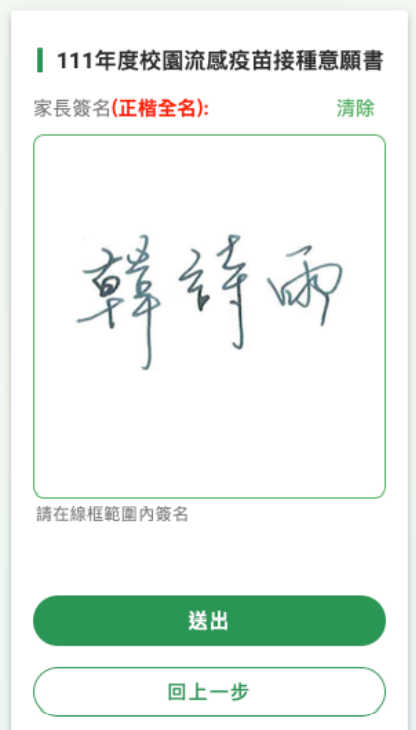 111年度校園流感疫苗接種意願書
家長簽名(正楷全名):
清除
韓詩雨
請在線框範圍內簽名
送出
回上一步